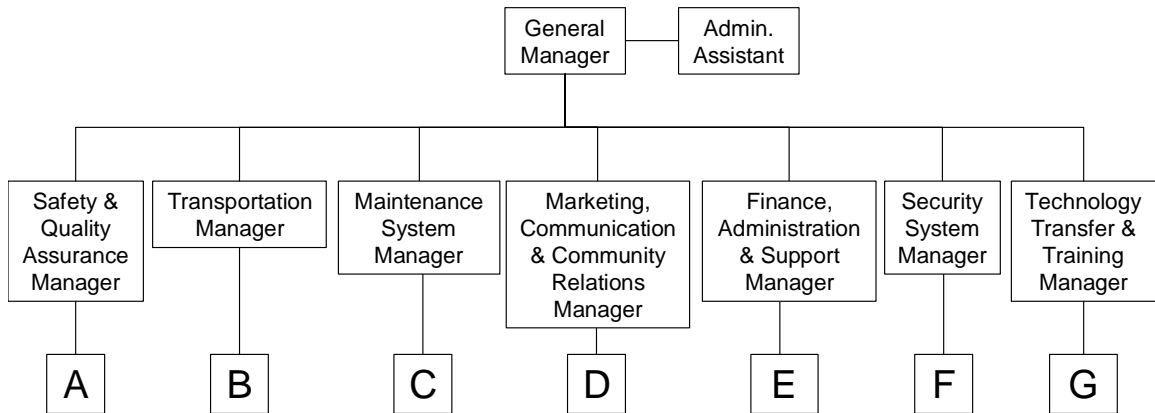 General
Manager
Admin.
Assistant
Safety &
Quality
Assurance
Manager
Transportation
Manager
Maintenance
System
Manager
Marketing,
Communication
& Community
Relations
Manager
Finance,
Administration
& Support
Manager
Security
System
Manager
Technology
Transfer &
Training
Manager
A
B
C
D
E
F
G